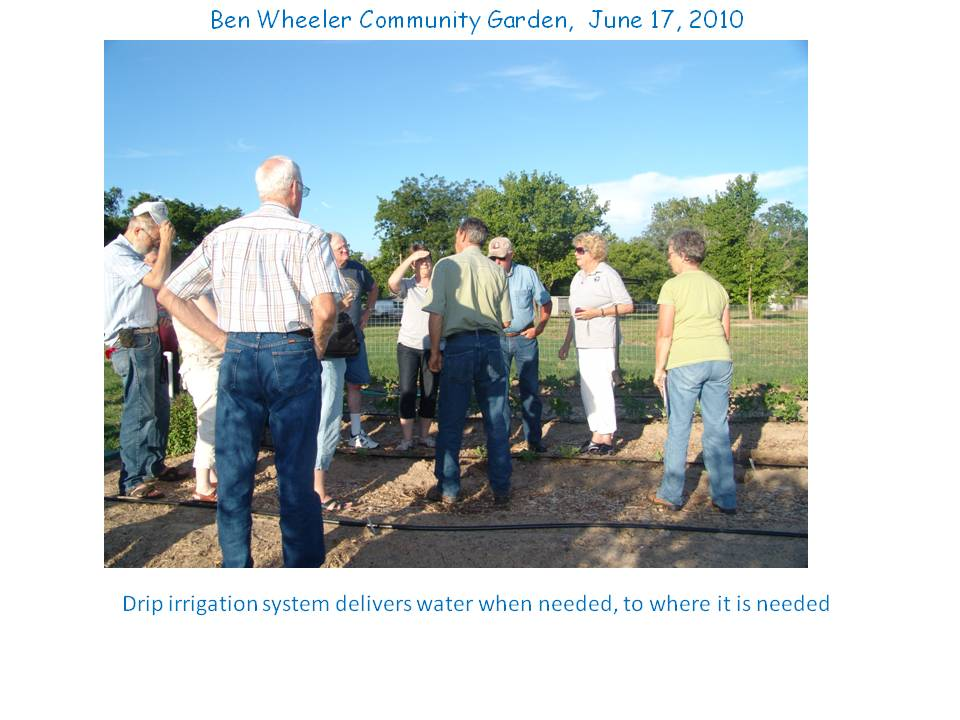 Ben Wheeler Community Garden, June 17, 2010
Drip irrigation system delivers water when needed, to where it is needed